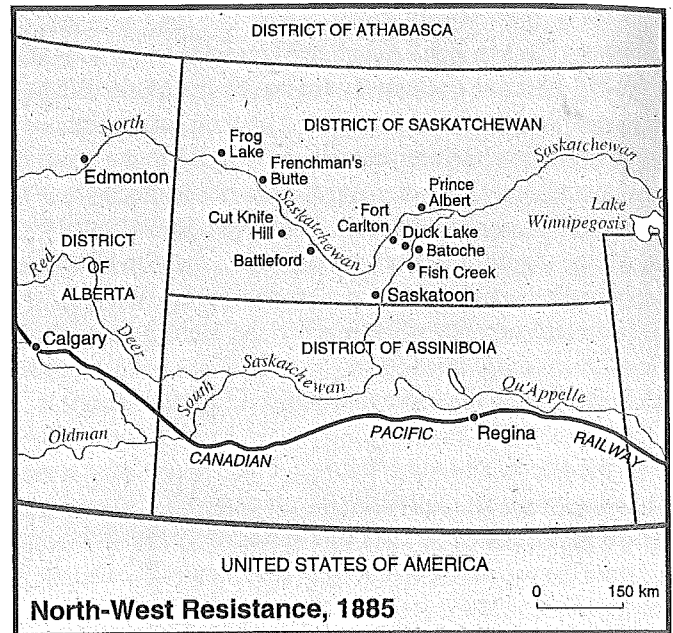 DISTRICT OF ATHABASCA
North
Edmonton
Frog
Lake
DISTRICT OF SASKATCHEWAN
Saskatchewan
Frenchman's
Butte
Prince
Albert
Lake
Winnipegosis
Cut Knife
Hill
Saskatchewan
Fort
Carlton
Duck Lake
Batoche
Battleford
Fish Creek
Red
DISTRICT
OF
ALBERTA
Deer
Saskatoon
Calgary
DISTRICT OF ASSINIBOIA
South
Saskatchewan
Qu'Appelle
Oldman
CANADIAN
PACIFIC
Regina
RAILWAY
UNITED STATES OF AMERICA
0 150 km
North-West Resistance, 1885